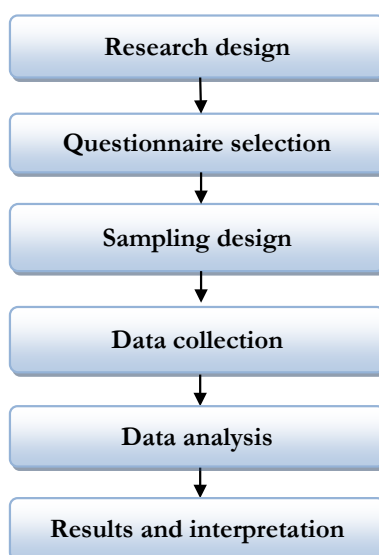 Research design
Questionnaire selection
Sampling design
Data collection
Data analysis
Results and interpretation